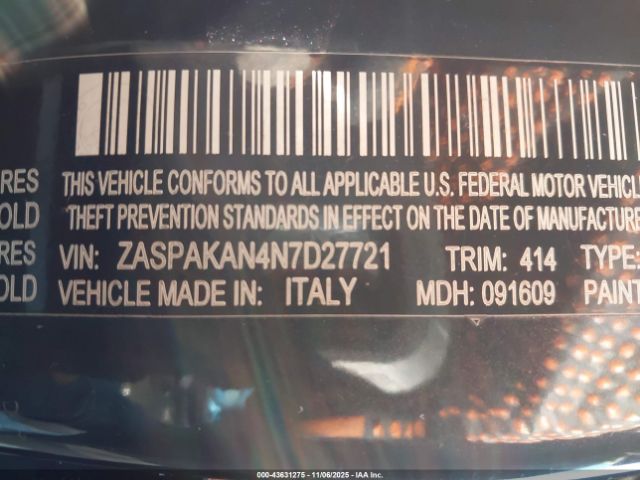 RES THIS VEHICLE CONFORMS TO ALL APPLICABLE U.S. FEDERAL MOTOR VEHICLE
OLD THEFT PREVENTION STANDARDS IN EFFECT ON THE DATE OF MANUFACTURE
RES VIN: ZASPAKAN4N7D27721 TRIM: 414 TYPE:
OLD VEHICLE MADE IN: ITALY MDH: 091609 PAINT
000-43631275 - 11/06/2025 - IAA Inc.